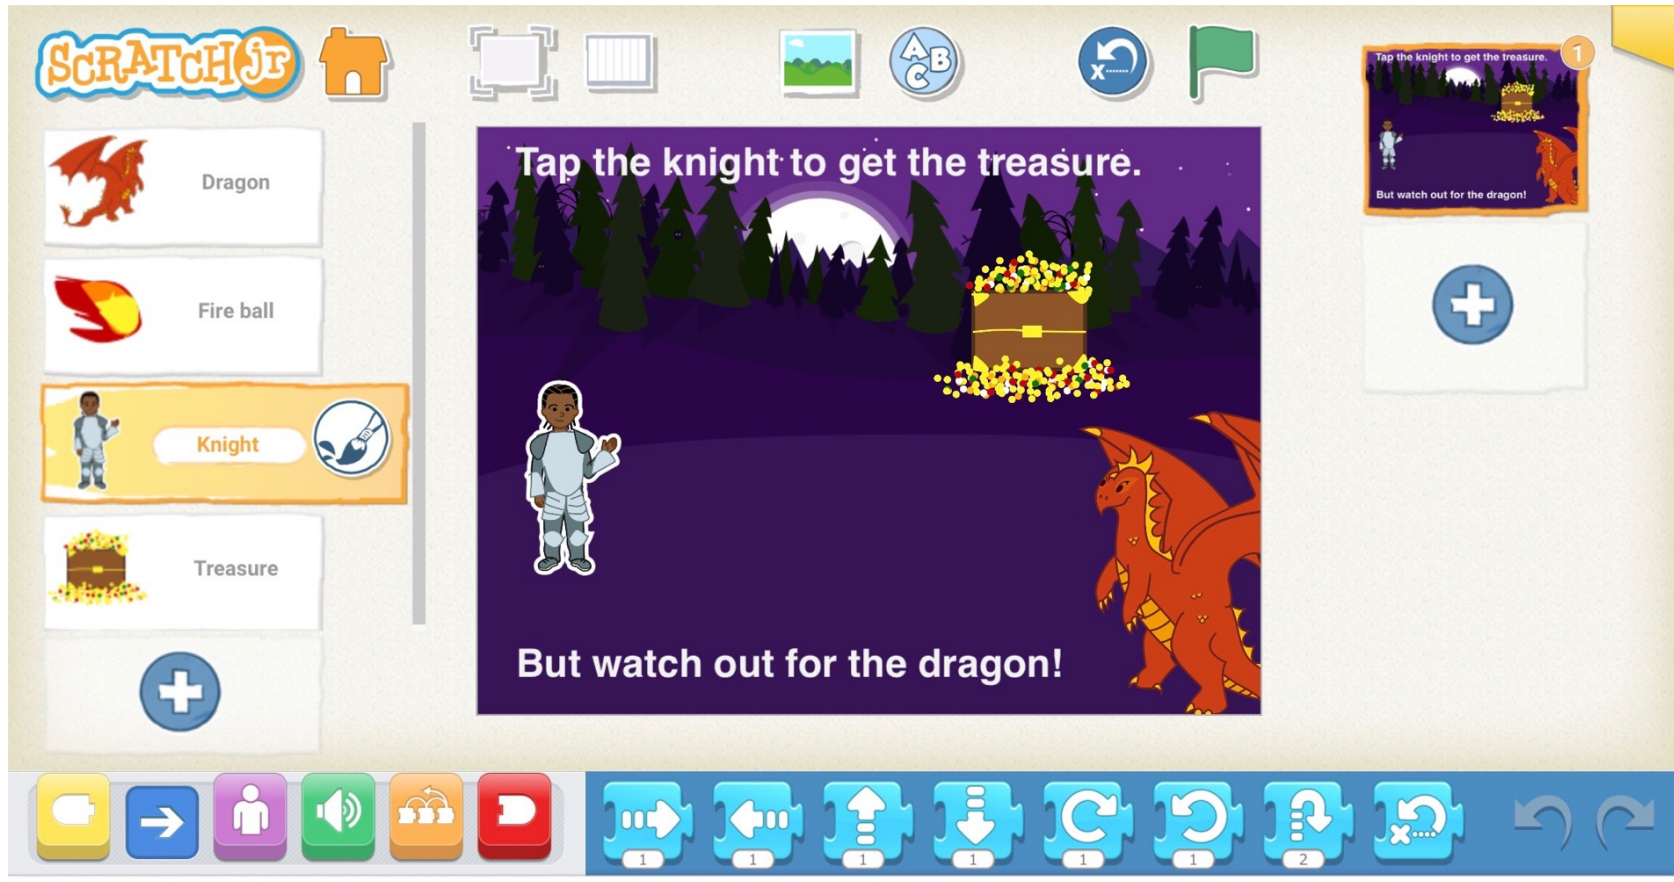 SCRATCH Jr
A B C
X
1
Tap the knight to get the treasure.
But watch out for the dragon!
Dragon
Fire ball
Knight
Treasure
Tap the knight to get the treasure.
But watch out for the dragon!
1 1 1 1 1 1 2 X